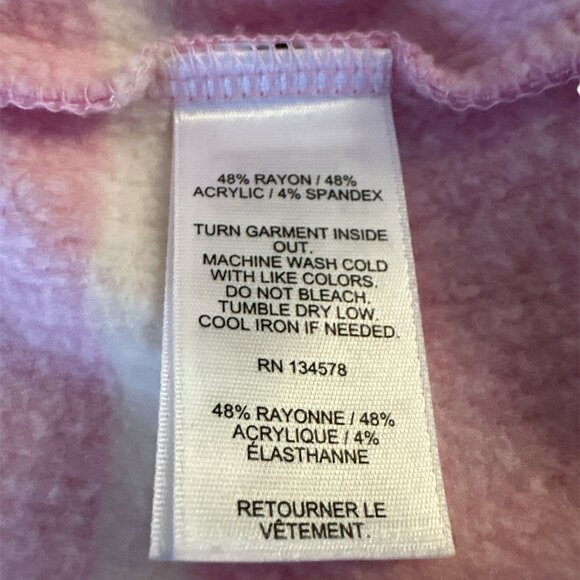 48% RAYON / 48%
ACRYLIC / 4% SPANDEX
TURN GARMENT INSIDE
OUT.
MACHINE WASH COLD
WITH LIKE COLORS.
DO NOT BLEACH.
TUMBLE DRY LOW.
COOL IRON IF NEEDED.
RN 134578
48% RAYONNE / 48%
ACRYLIQUE / 4%
ÉLASTHANNE
RETOURNER LE
VÊTEMENT.